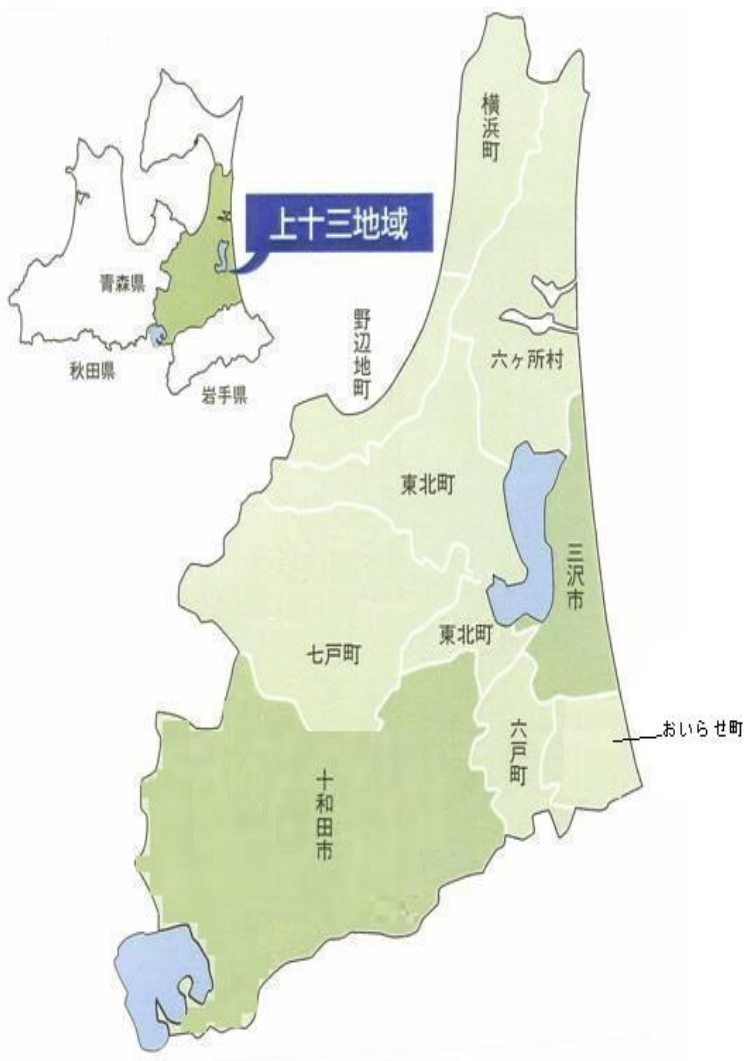 横浜町
上十三地域
青森県
野辺地町
六ヶ所村
秋田県
岩手県
東北町
三沢市
東北町
七戸町
おいらせ町
六戸町
十和田市